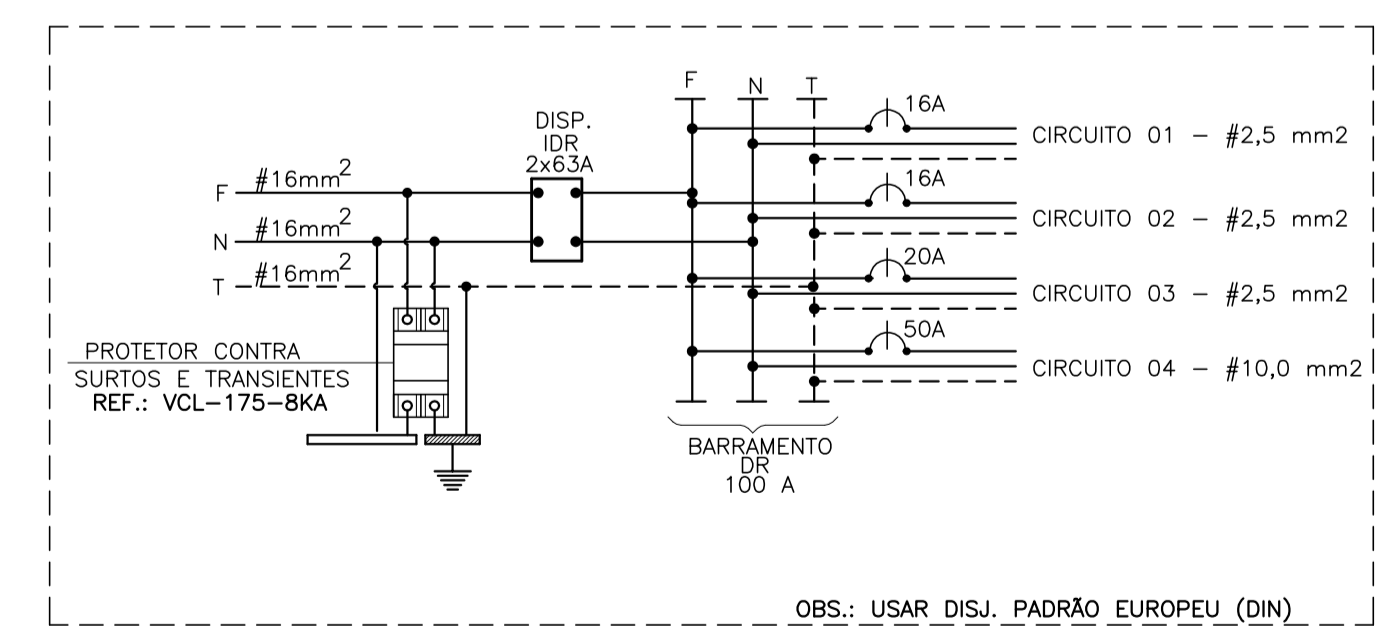 F
N
T
DISP.
IDR
2x63A
F #16mm2
N #16mm2
T #16mm2
16A
CIRCUITO 01 - #2,5 mm2
16A
CIRCUITO 02 - #2,5 mm2
20A
CIRCUITO 03 - #2,5 mm2
50A
CIRCUITO 04 - #10,0 mm2
PROTETOR CONTRA
SURTOS E TRANSIENTES
REF.: VCL-175-8KA
BARRAMENTO
DR
100 A
OBS.: USAR DISJ. PADRÃO EUROPEU (DIN)